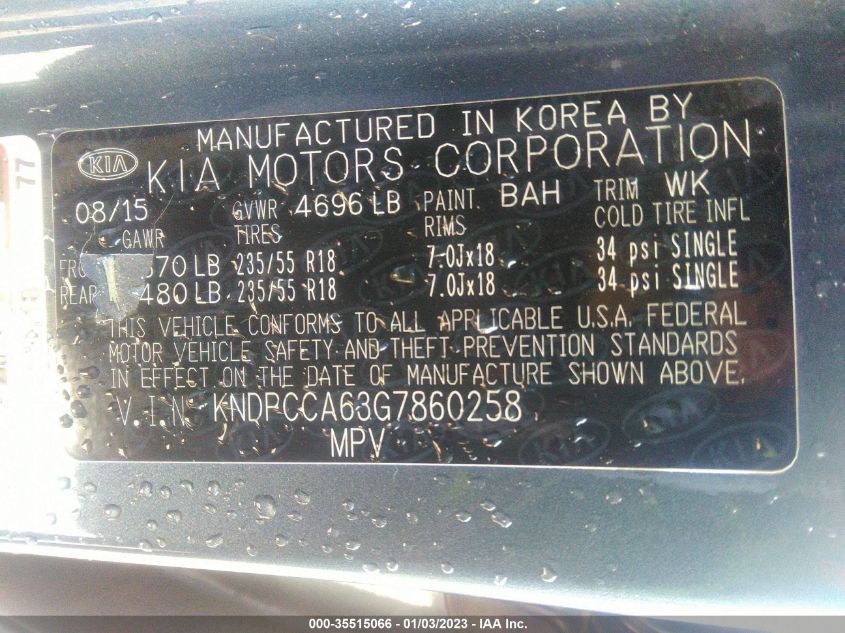 MANUFACTURED IN KOREA BY
KIA KIA MOTORS CORPORATION
08/15 GVWR 4696 LB PAINT BAH TRIM WK
GAWR TIRES RIMS COLD TIRE INFL
670 LB 235/55 R18 7.0Jx18 34 psi SINGLE
REAR 480 LB 235/55 R18 7.0Jx18 34 psi SINGLE
THIS VEHICLE CONFORMS TO ALL APPLICABLE U.S.A. FEDERAL
MOTOR VEHICLE SAFETY AND THEFT PREVENTION STANDARDS
IN EFFECT ON THE DATE OF MANUFACTURE SHOWN ABOVE.
V.I.N KNDPCCA63G7860258
MPV
77
000-35515066 - 01/03/2023 - IAA Inc.